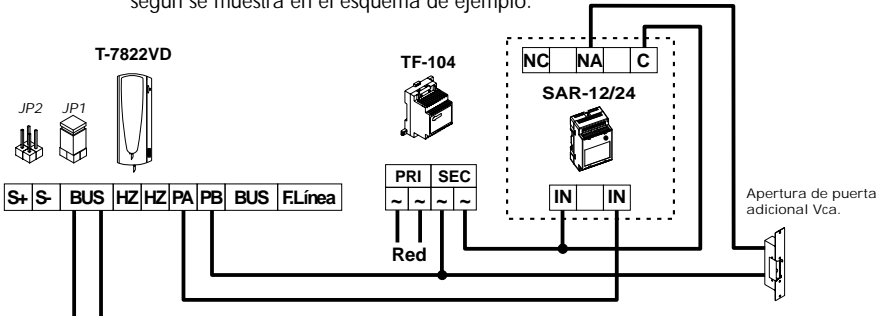 según se muestra en el esquema de ejemplo.
T-7822VD
JP2 JP1
TF-104
NC NA C
SAR-12/24
PRI SEC
~ ~ ~ ~
IN IN
S+ S- BUS HZ HZ PA PB BUS F.Línea
Red
Apertura de puerta
adicional Vca.